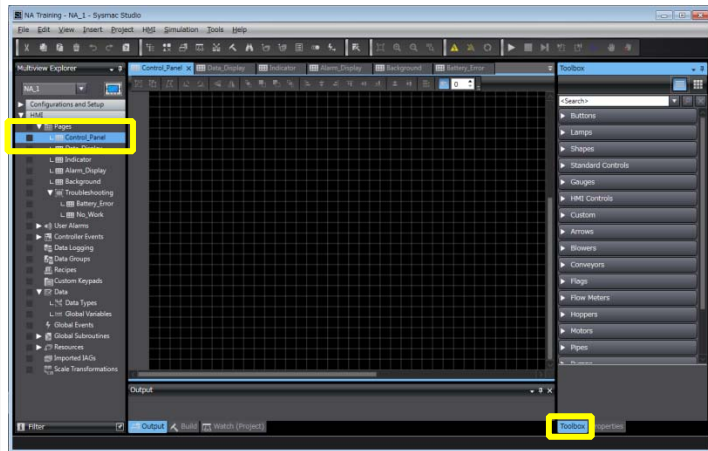 NA Training - NA_1 - Sysmac Studio
File Edit View Insert Project HMI Simulation Tools Help
Multiview Explorer
NA_1
Configurations and Setup
HMI
Pages
Control_Panel
Data_Display
Indicator
Alarm_Display
Background
Troubleshooting
Battery_Error
No_Work
User Alarms
Controller Events
Data Logging
Data Groups
Recipes
Custom Keypads
Data
Data Types
Global Variables
Global Events
Global Subroutines
Resources
Imported IAGs
Scale Transformations
Filter
Control_Panel Data_Display Indicator Alarm_Display Background Battery_Error
0
Output
Output Build Watch (Project)
Toolbox
<Search>
Buttons
Lamps
Shapes
Standard Controls
Gauges
HMI Controls
Custom
Arrows
Blowers
Conveyors
Flags
Flow Meters
Hoppers
Motors
Pipes
Toolbox Properties